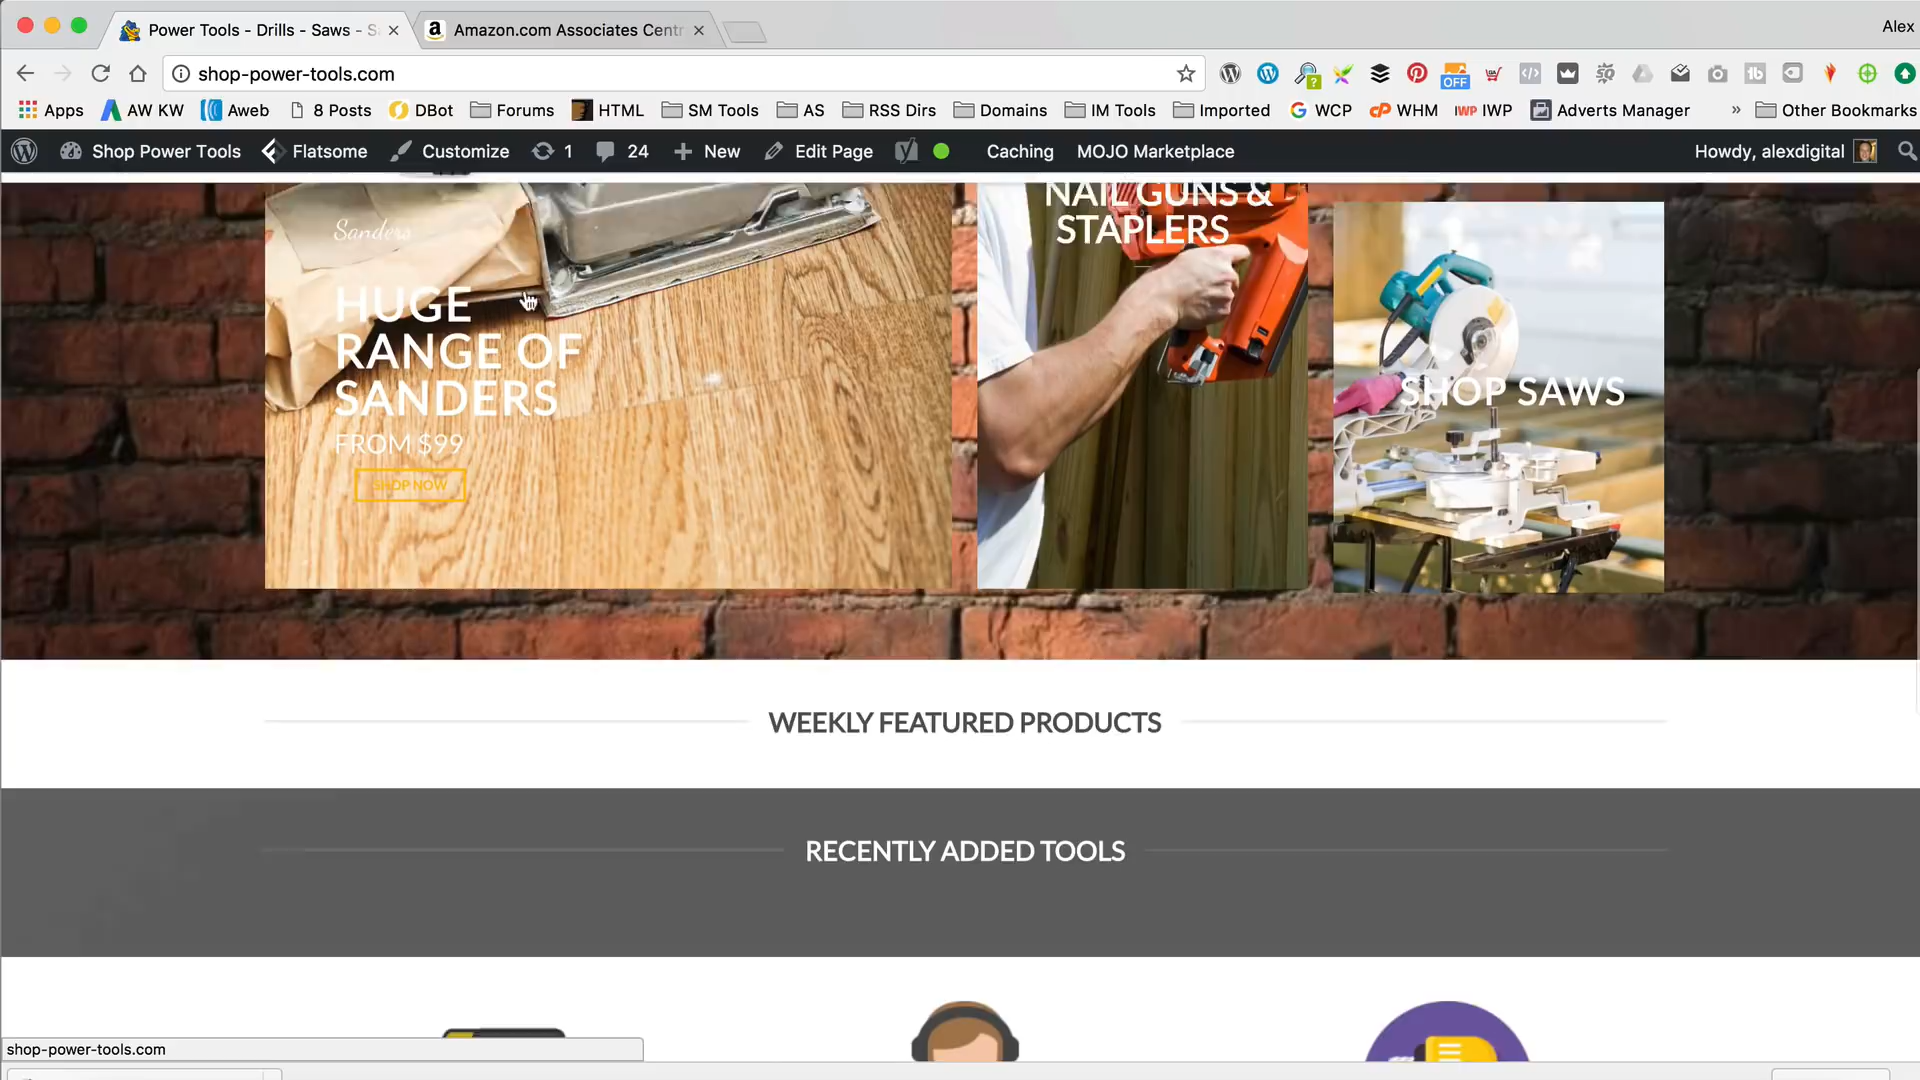 Power Tools - Drills - Saws - S
Amazon.com Associates Centr
Alex
shop-power-tools.com
OFF
Apps
AW KW
Aweb
8 Posts
DBot
Forums
HTML
SM Tools
AS
RSS Dirs
Domains
IM Tools
Imported
WCP
WHM
IWP IWP
Adverts Manager
»
Other Bookmarks
Shop Power Tools
Flatsome
Customize
1
24
New
Edit Page
Caching
MOJO Marketplace
Howdy, alexdigital
Sanders
HUGE
RANGE OF
SANDERS
FROM $99
SHOP NOW
NAIL GUNS &
STAPLERS
SHOP SAWS
WEEKLY FEATURED PRODUCTS
RECENTLY ADDED TOOLS
shop-power-tools.com